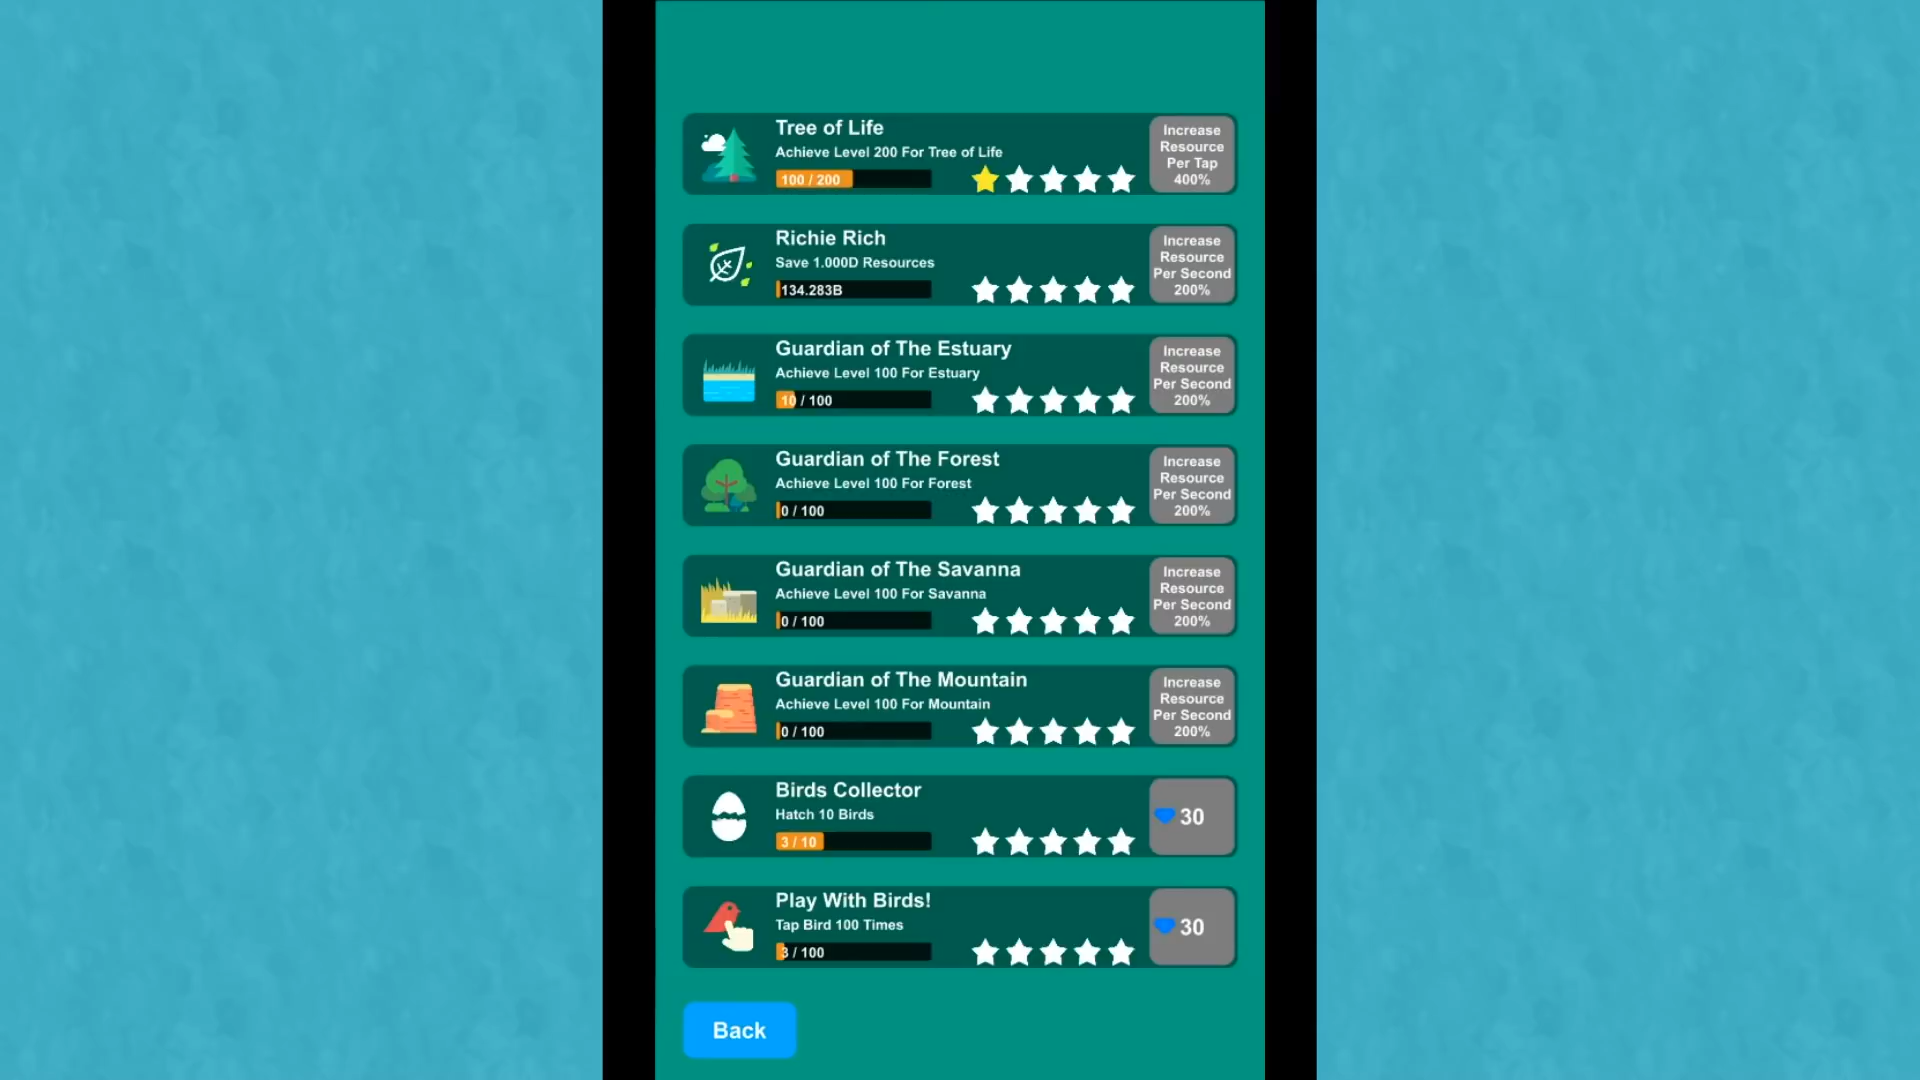 Tree of Life
Achieve Level 200 For Tree of Life
100 / 200
Increase
Resource
Per Tap
400%
Richie Rich
Save 1.000D Resources
134.283B
Increase
Resource
Per Second
200%
Guardian of The Estuary
Achieve Level 100 For Estuary
10 / 100
Increase
Resource
Per Second
200%
Guardian of The Forest
Achieve Level 100 For Forest
0 / 100
Increase
Resource
Per Second
200%
Guardian of The Savanna
Achieve Level 100 For Savanna
0 / 100
Increase
Resource
Per Second
200%
Guardian of The Mountain
Achieve Level 100 For Mountain
0 / 100
Increase
Resource
Per Second
200%
Birds Collector
Hatch 10 Birds
3 / 10
30
Play With Birds!
Tap Bird 100 Times
3 / 100
30
Back